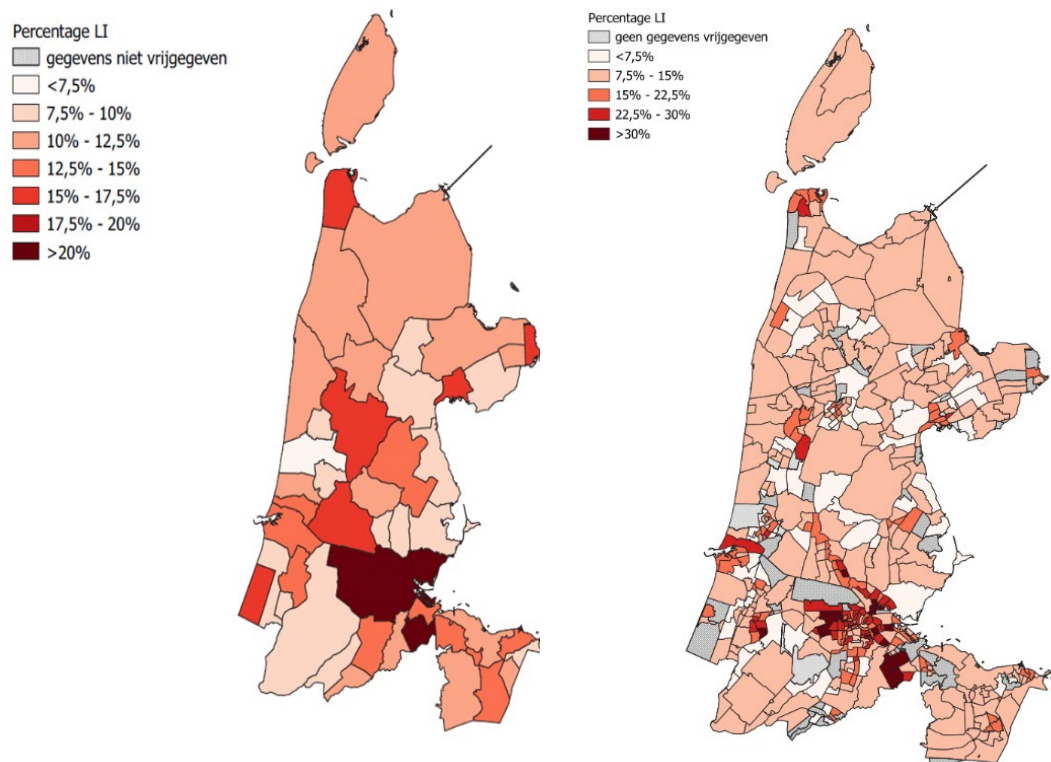 Percentage LI
gegevens niet vrijgegeven
<7,5%
7,5% - 10%
10% - 12,5%
12,5% - 15%
15% - 17,5%
17,5% - 20%
>20%
Percentage LI
geen gegevens vrijgegeven
<7,5%
7,5% - 15%
15% - 22,5%
22,5% - 30%
>30%